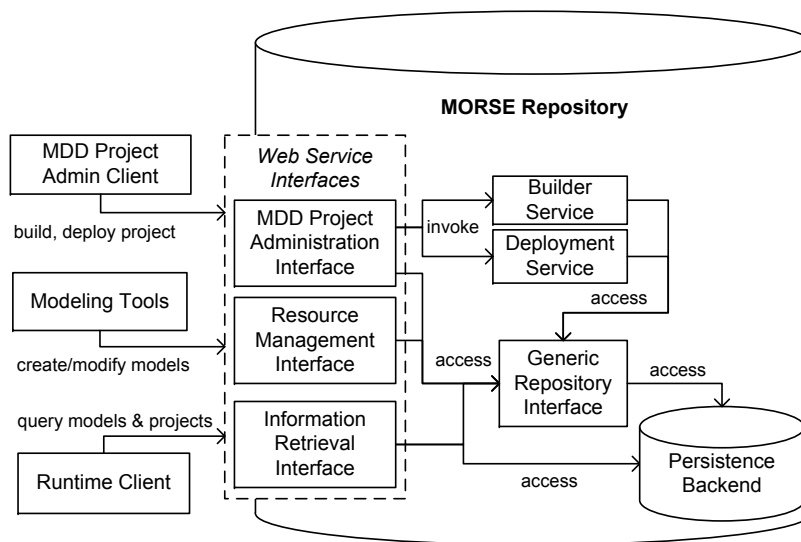 MORSE Repository
MDD Project
Admin Client
build, deploy project
Modeling Tools
create/modify models
query models & projects
Runtime Client
Web Service
Interfaces
MDD Project
Administration
Interface
Resource
Management
Interface
Information
Retrieval
Interface
invoke
Builder
Service
Deployment
Service
access
access
Generic
Repository
Interface
access
access
Persistence
Backend